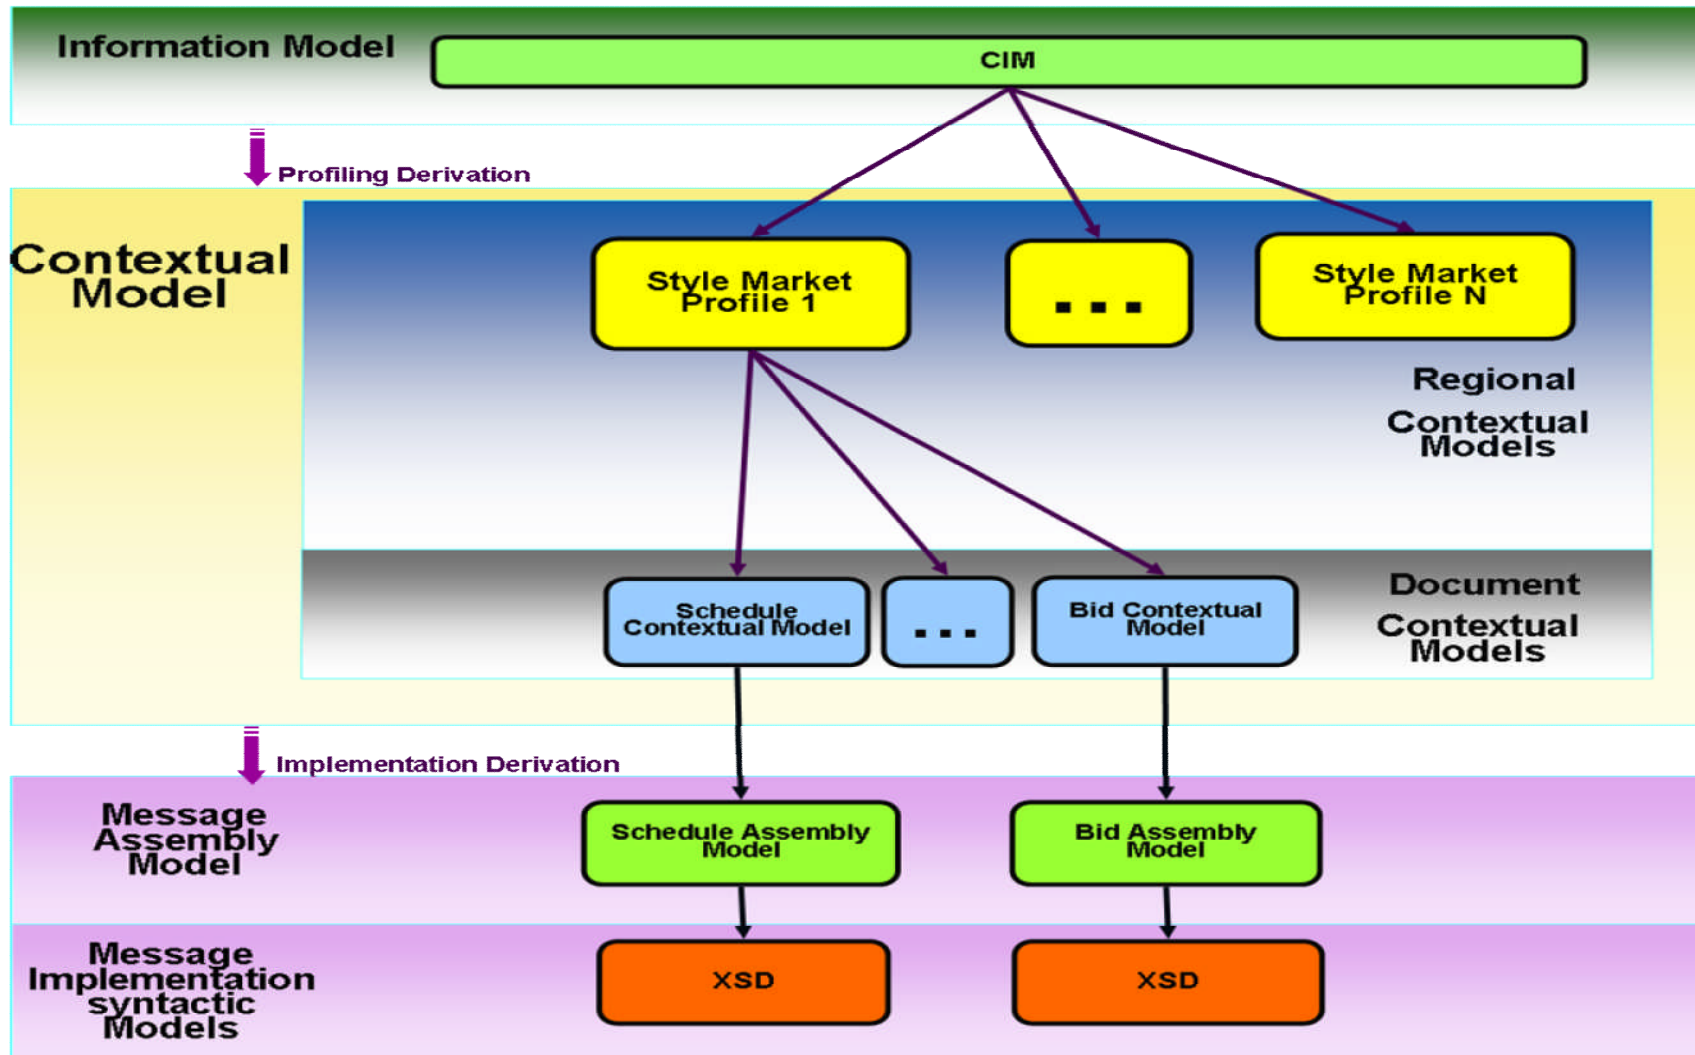 Information Model
CIM
Profiling Derivation
Contextual
Model
Style Market
Profile 1
...
Style Market
Profile N
Regional
Contextual
Models
Schedule
Contextual Model
...
Bid Contextual
Model
Document
Contextual
Models
Implementation Derivation
Message
Assembly
Model
Schedule Assembly
Model
Bid Assembly
Model
Message
Implementation
syntactic
Models
XSD
XSD